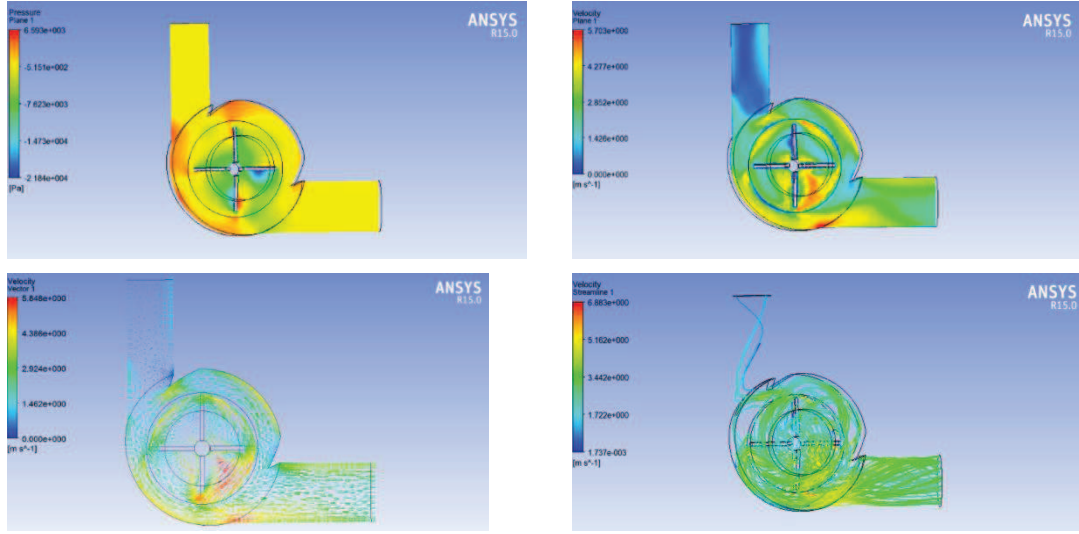 Pressure
Plane 1
6.593e+003
-5.151e+002
-7.623e+003
-1.473e+004
-2.184e+004
[Pa]
ANSYS
R15.0
Velocity
Plane 1
5.703e+000
4.277e+000
2.852e+000
1.426e+000
0.000e+000
[m s^-1]
ANSYS
R15.0
Velocity
Vector 1
5.848e+000
4.386e+000
2.924e+000
1.462e+000
0.000e+000
[m s^-1]
ANSYS
R15.0
Velocity
Streamline 1
6.883e+000
5.162e+000
3.442e+000
1.722e+000
1.737e-003
[m s^-1]
ANSYS
R15.0